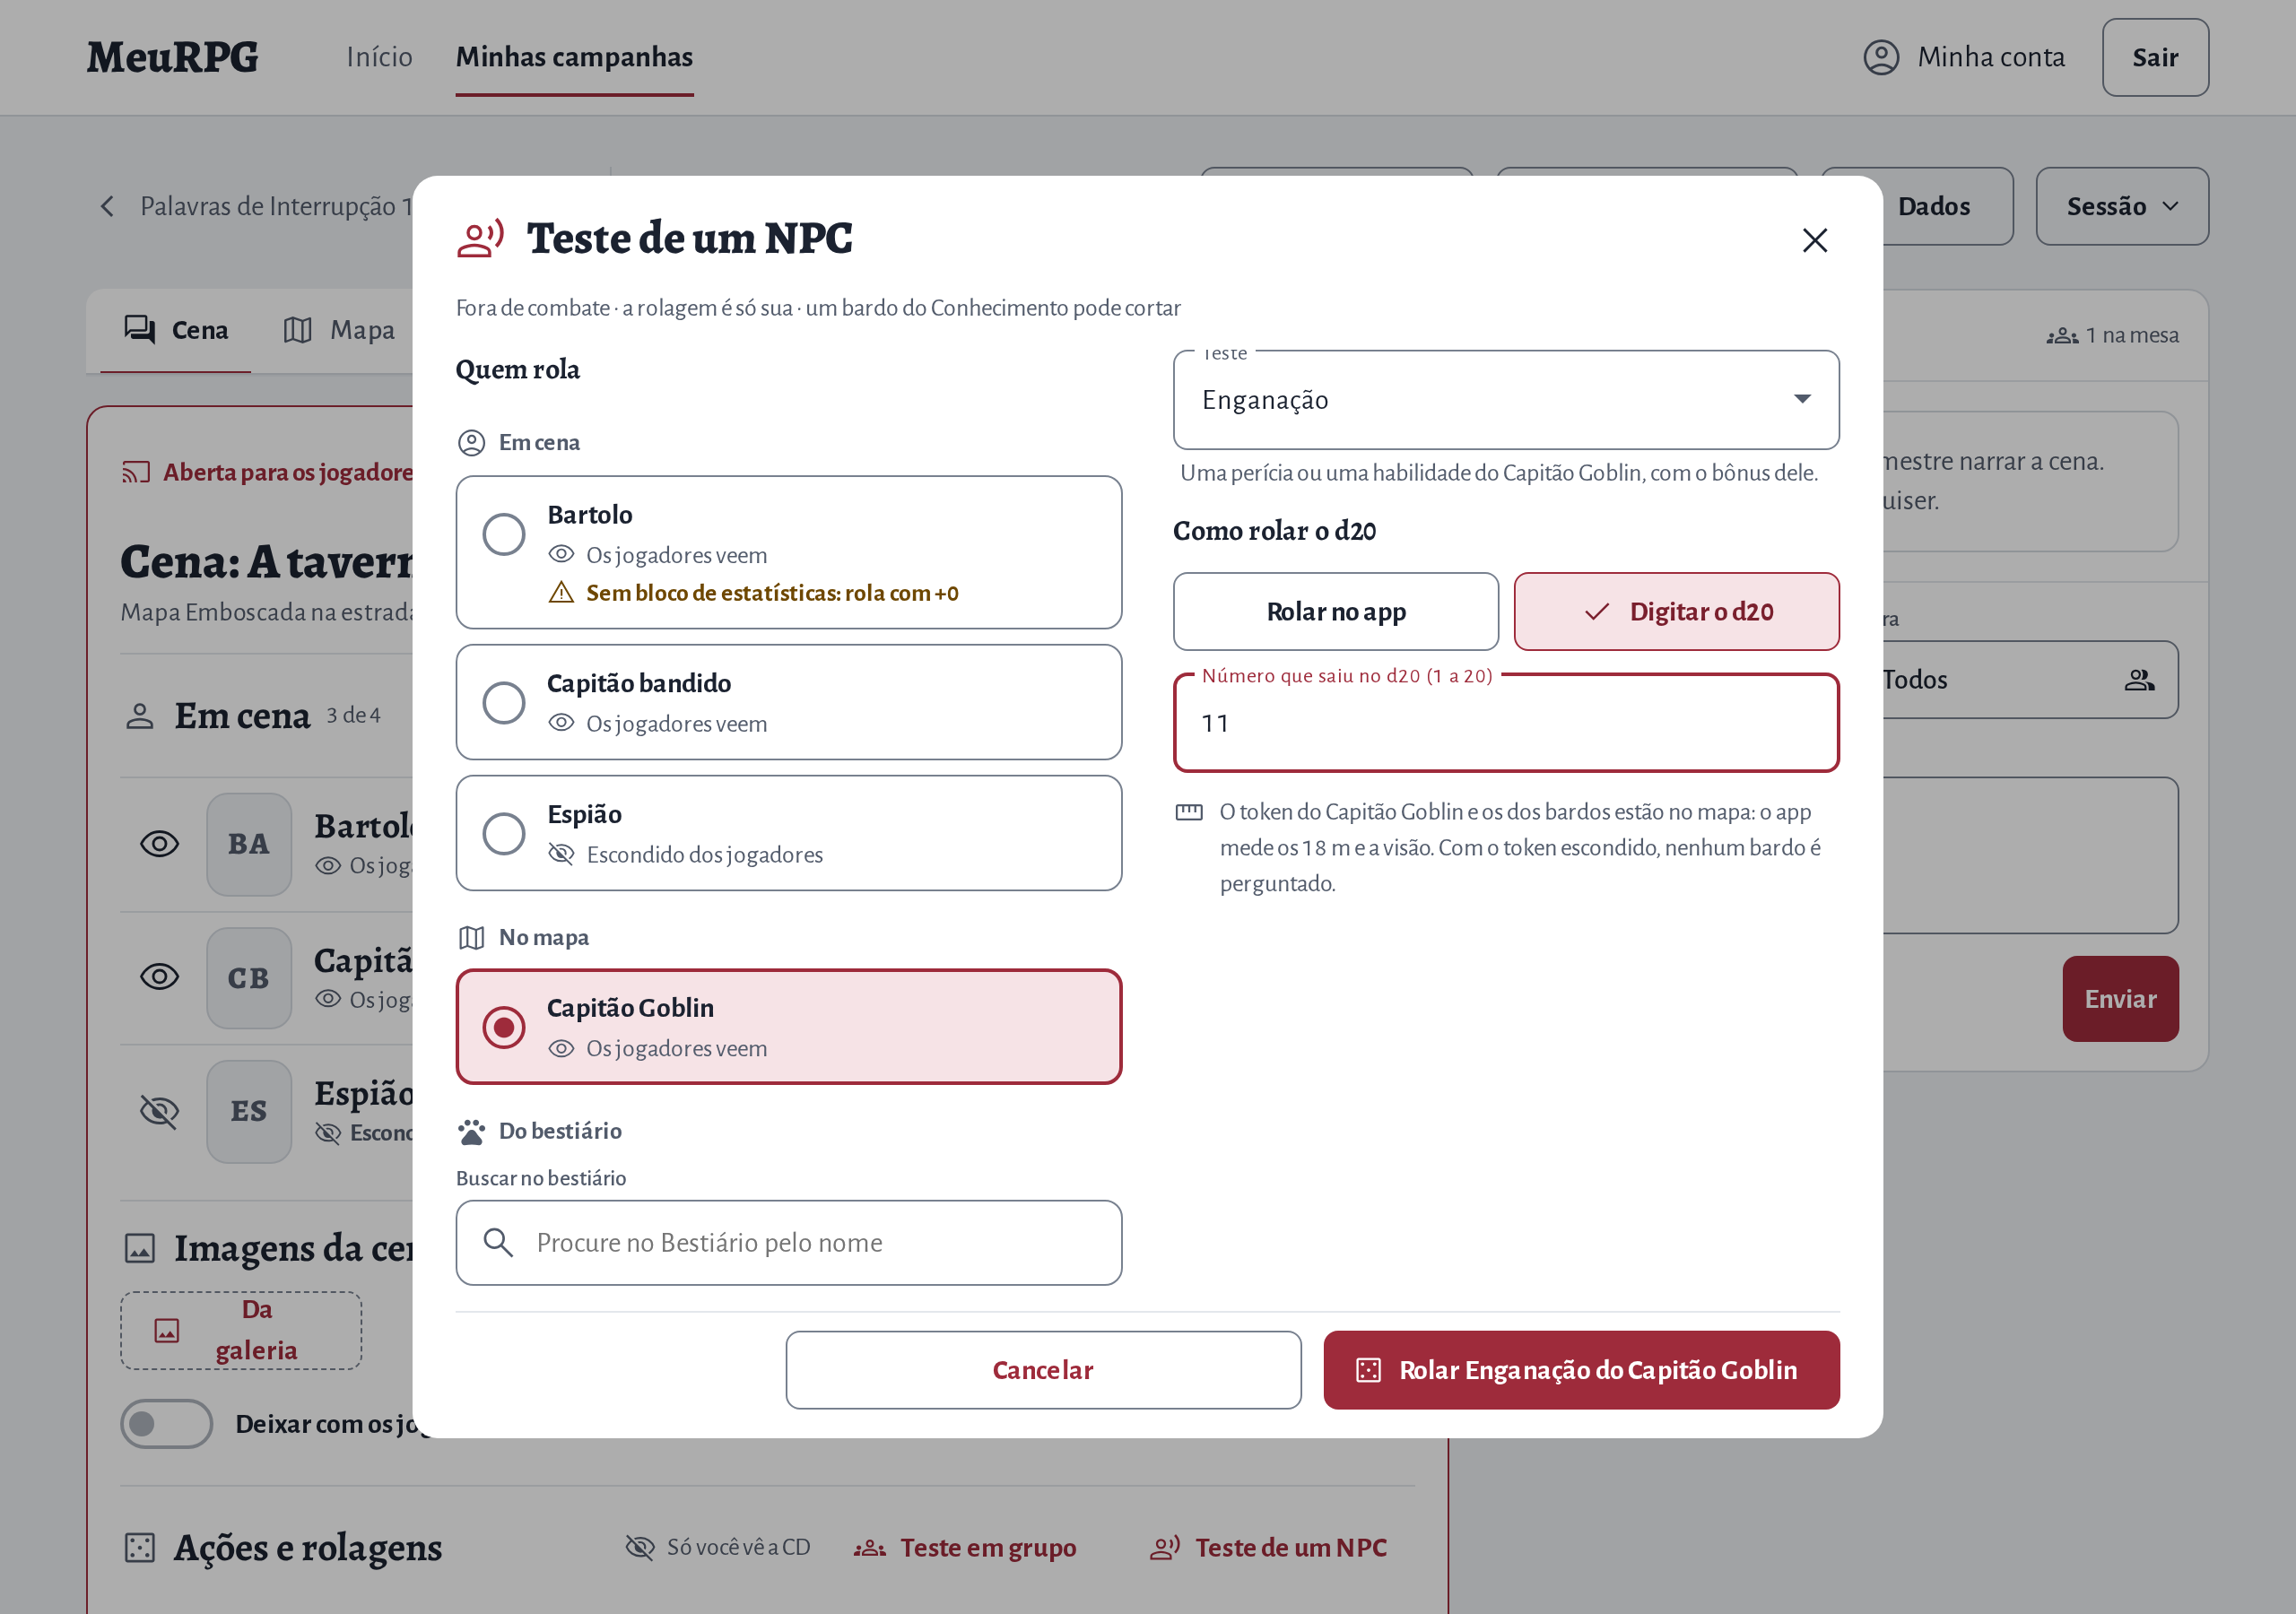 MeuRPG
Início
Minhas campanhas
Minha conta
Sair
Palavras de Interrupção 1
Dados
Sessão
Cena
Mapa
1 na mesa
Aberta para os jogadore
Cena: A tavern
Mapa Emboscada na estrada
Em cena 3 de 4
BA
Bartolo
Os jog
CB
Capitã
Os jog
ES
Espião
Escond
Imagens da cen
Da
galeria
Deixar com os jog
Ações e rolagens
Só você vê a CD
Teste em grupo
Teste de um NPC
mestre narrar a cena.
uiser.
ra
Todos
Enviar
Teste de um NPC
Fora de combate · a rolagem é só sua · um bardo do Conhecimento pode cortar
Quem rola
Em cena
Bartolo
Os jogadores veem
Sem bloco de estatísticas: rola com +0
Capitão bandido
Os jogadores veem
Espião
Escondido dos jogadores
No mapa
Capitão Goblin
Os jogadores veem
Do bestiário
Buscar no bestiário
Procure no Bestiário pelo nome
Teste
Enganação
Uma perícia ou uma habilidade do Capitão Goblin, com o bônus dele.
Como rolar o d20
Rolar no app
Digitar o d20
Número que saiu no d20 (1 a 20)
11
O token do Capitão Goblin e os dos bardos estão no mapa: o app
mede os 18 m e a visão. Com o token escondido, nenhum bardo é
perguntado.
Cancelar
Rolar Enganação do Capitão Goblin